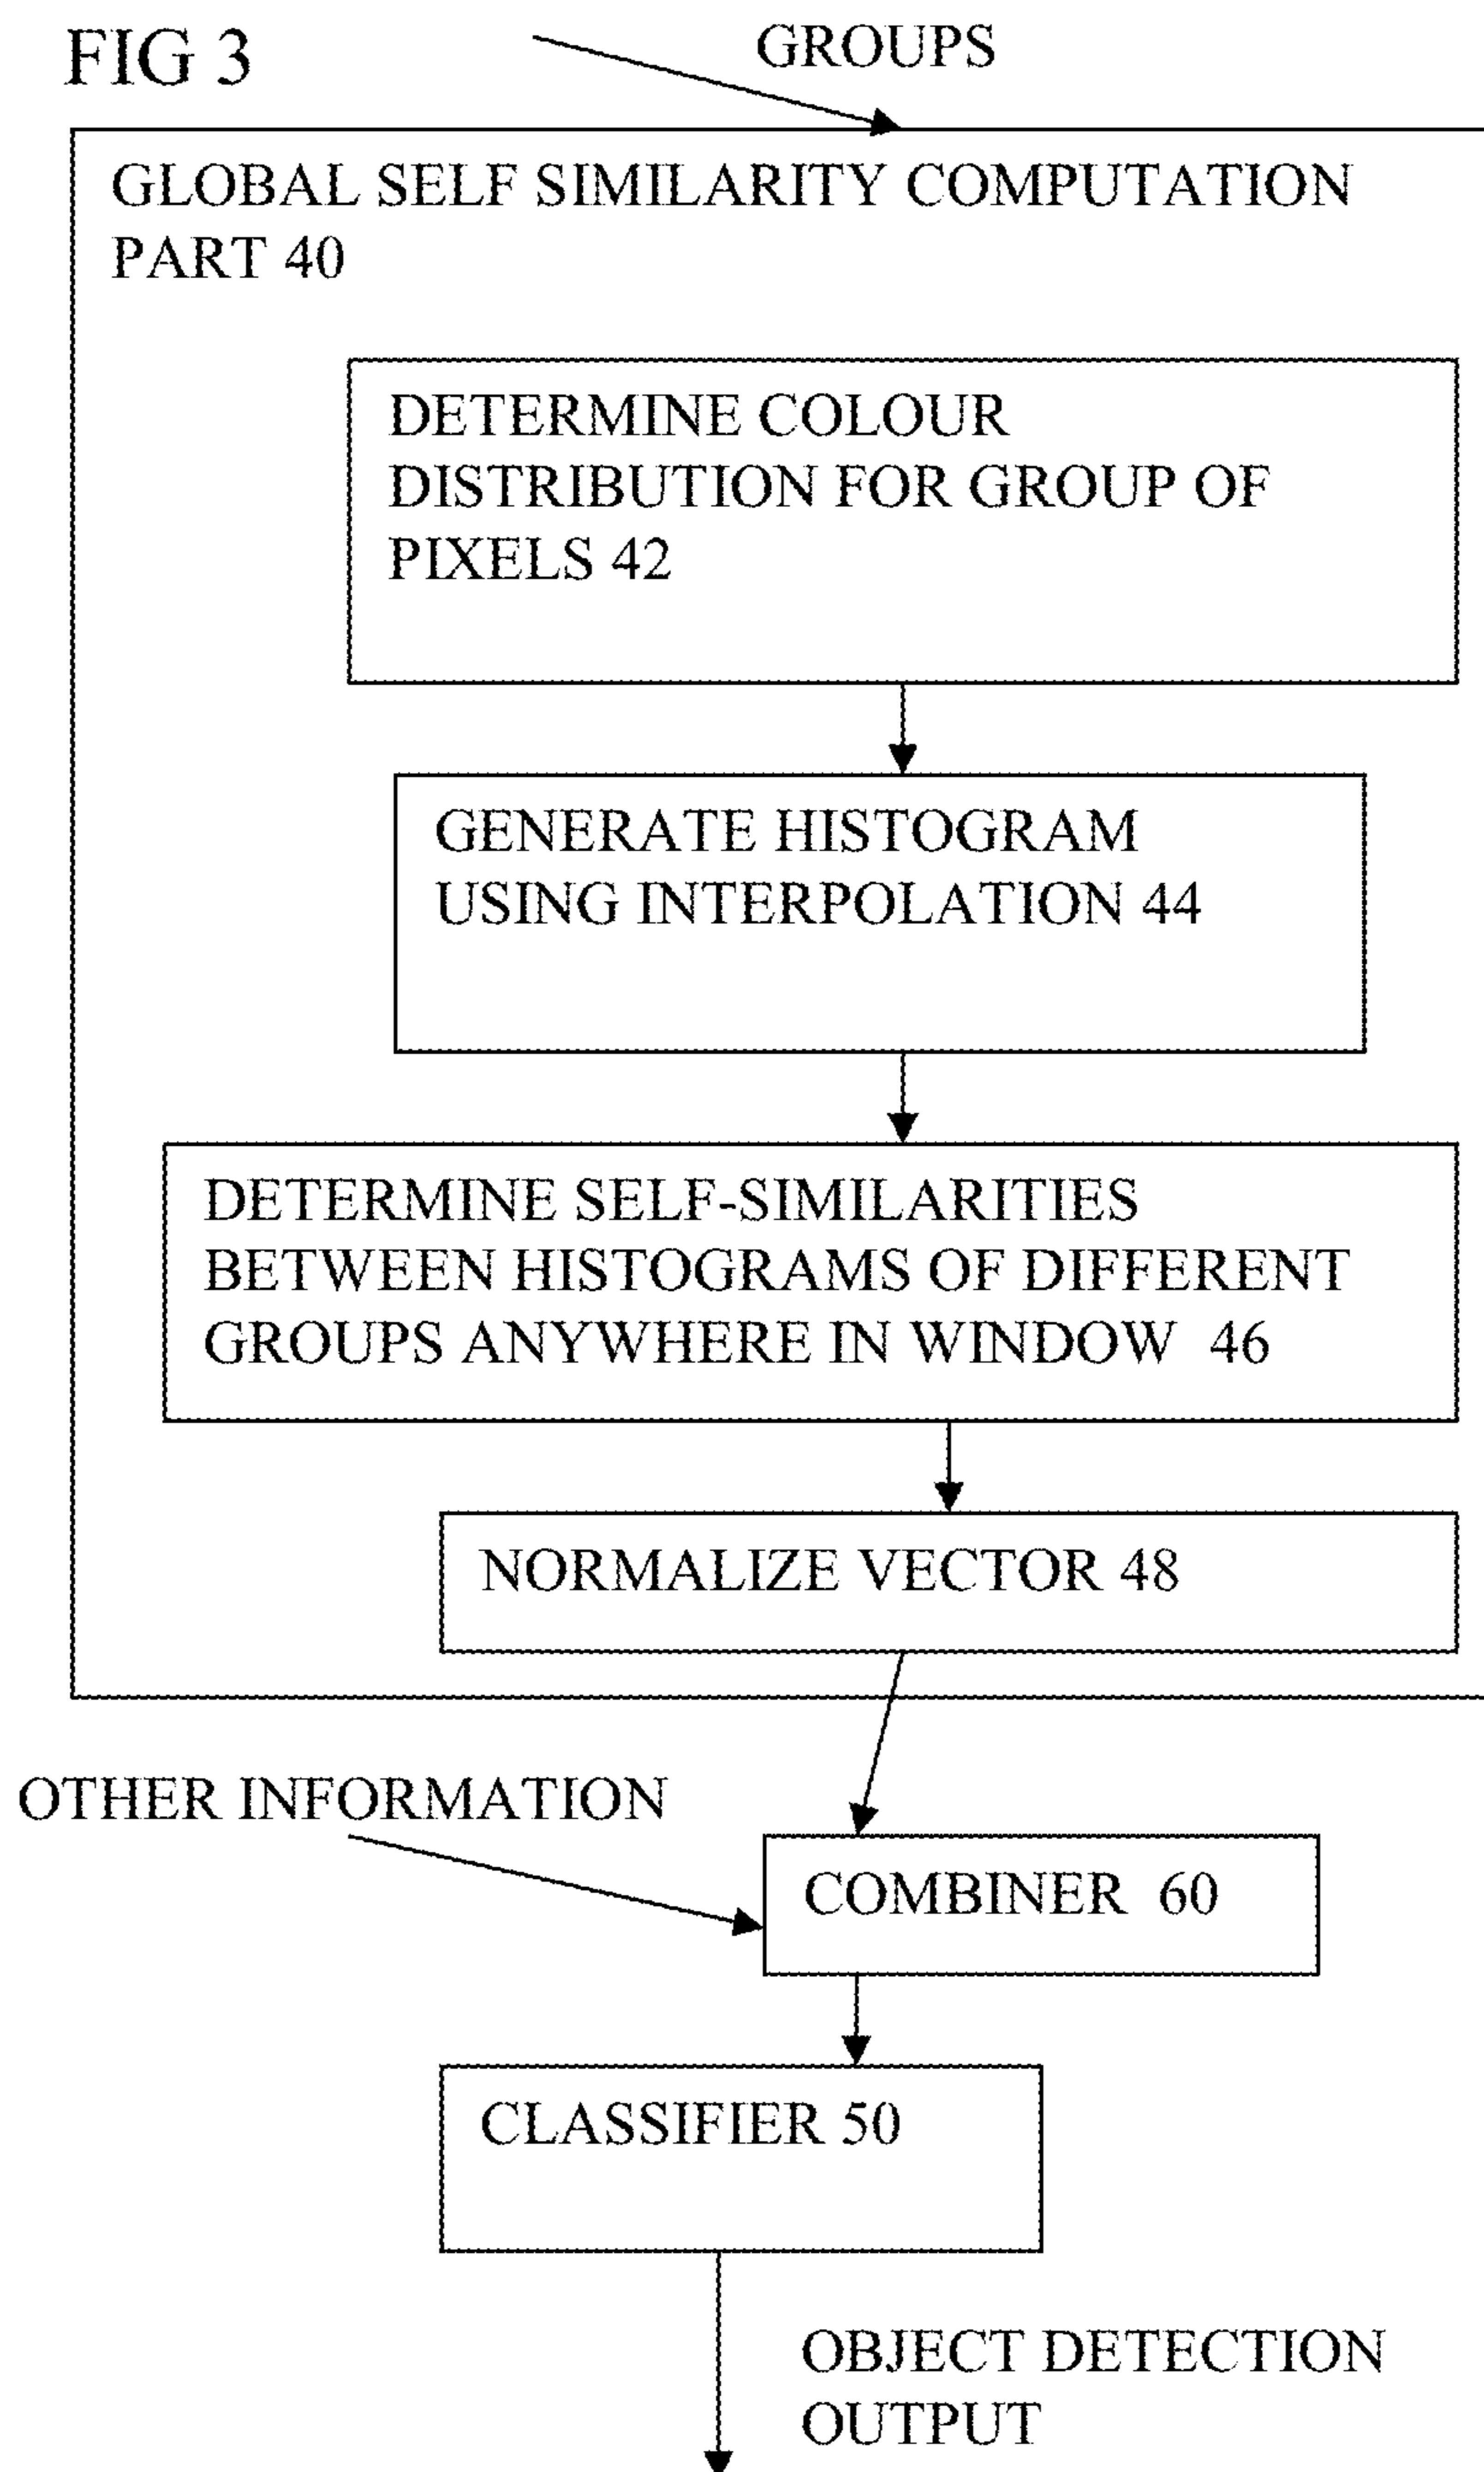 FIG 3
GROUPS
GLOBAL SELF SIMILARITY COMPUTATION
PART 40
DETERMINE COLOUR
DISTRIBUTION FOR GROUP OF
PIXELS 42
GENERATE HISTOGRAM
USING INTERPOLATION 44
DETERMINE SELF-SIMILARITIES
BETWEEN HISTOGRAMS OF DIFFERENT
GROUPS ANYWHERE IN WINDOW 46
NORMALIZE VECTOR 48
OTHER INFORMATION
COMBINER 60
CLASSIFIER 50
OBJECT DETECTION
OUTPUT